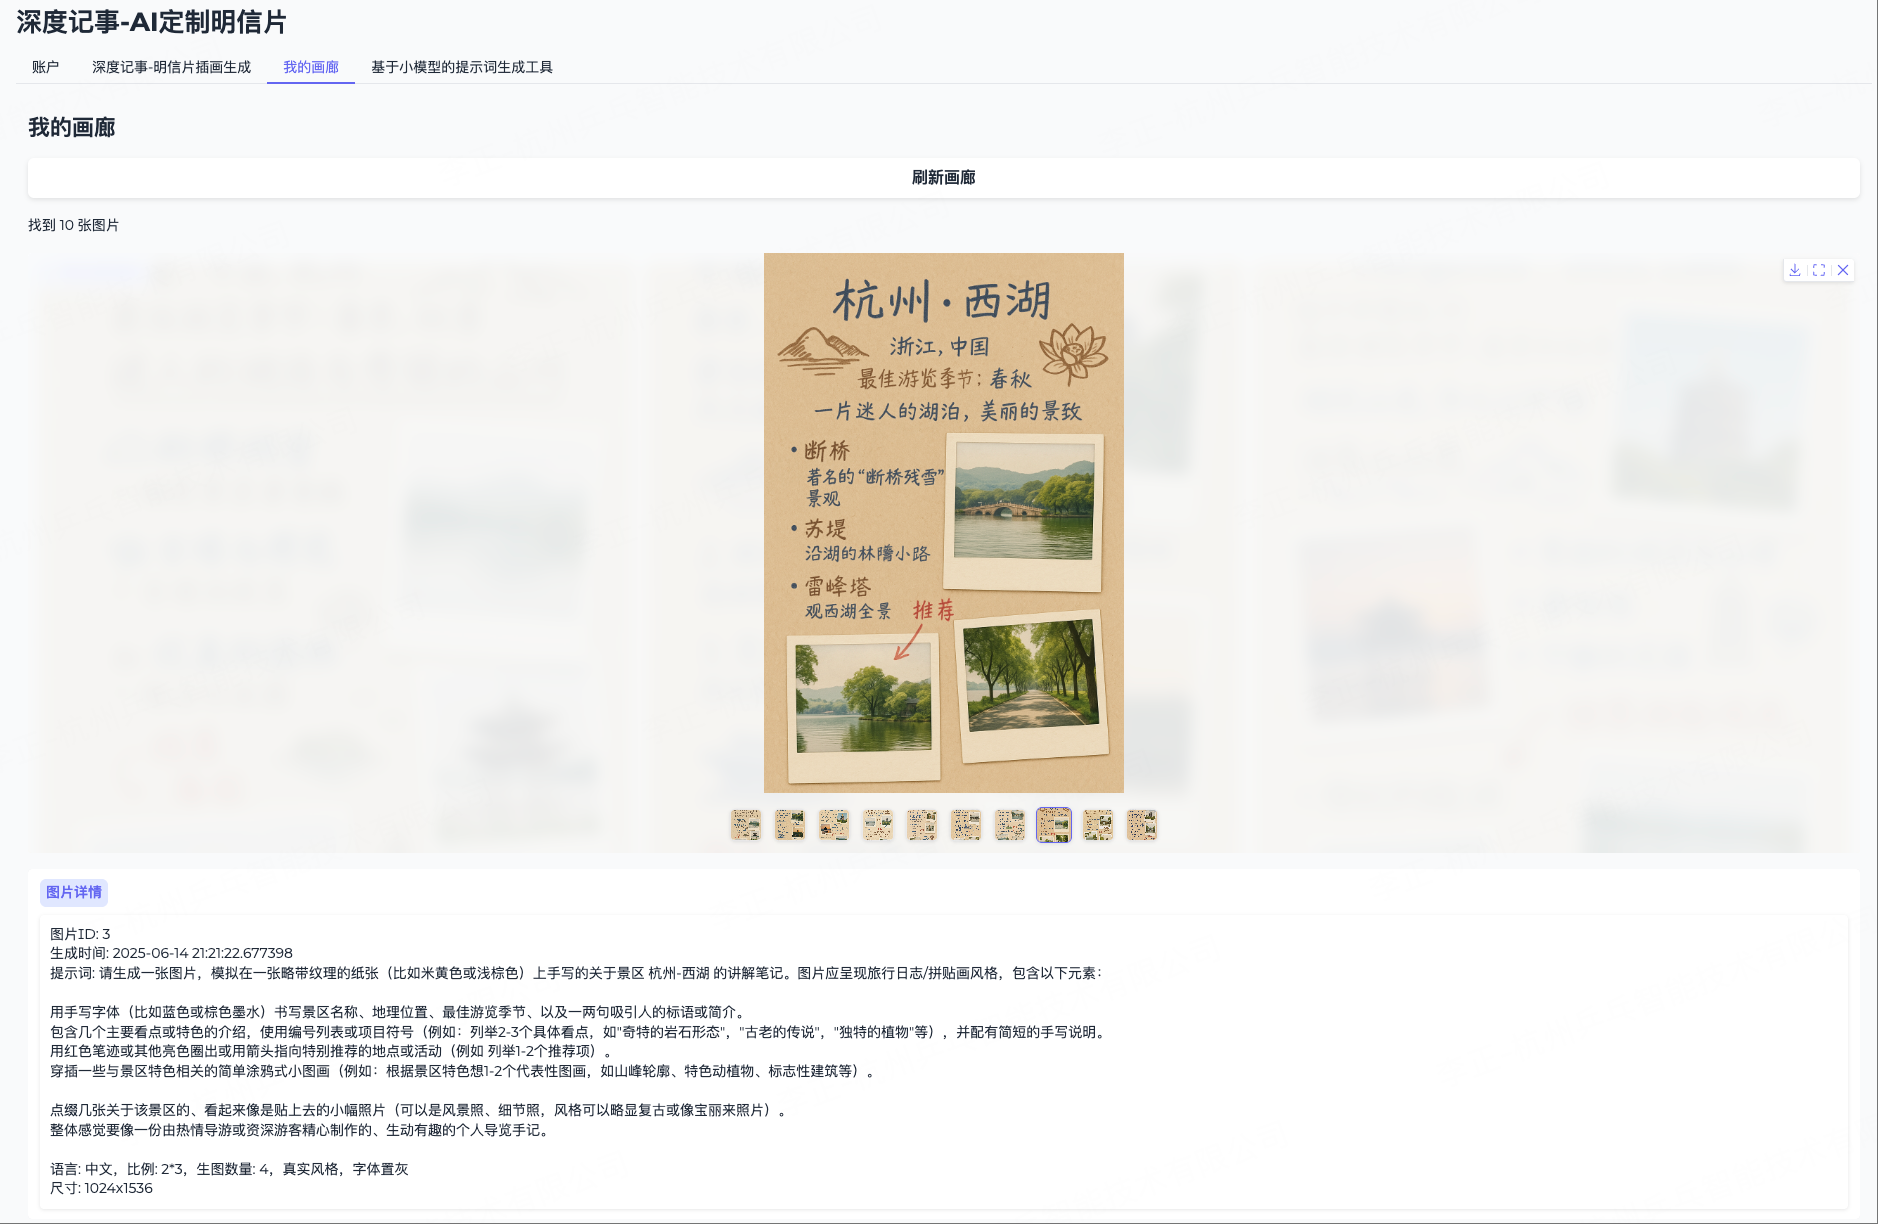 深度记事-AI定制明信片
账户
深度记事-明信片插画生成
我的画廊
基于小模型的提示词生成工具
我的画廊
刷新画廊
找到 10 张图片
杭州·西湖
浙江, 中国
最佳游览季节: 春秋
一片迷人的湖泊, 美丽的景致
• 断桥
著名的“断桥残雪”
景观
• 苏堤
沿湖的林小路
• 雷峰塔
观西湖全景
推荐
图片详情
图片ID: 3
生成时间: 2025-06-14 21:21:22.677398
提示词: 请生成一张图片，模拟在一张略带纹理的纸张（比如米黄色或浅棕色）上手写的关于景区 杭州-西湖 的讲解笔记。图片应呈现旅行日志/拼贴画风格，包含以下元素：
用手写字体（比如蓝色或棕色墨水）书写景区名称、地理位置、最佳游览季节、以及一两句吸引人的标语或简介。
包含几个主要看点或特色的介绍，使用编号列表或项目符号（例如：列举2-3个具体看点，如"奇特的岩石形态"，"古老的传说"，"独特的植物"等），并配有简短的手写说明。
用红色笔迹或其他亮色圈出或用箭头指向特别推荐的地点或活动（例如 列举1-2个推荐项）。
穿插一些与景区特色相关的简单涂鸦式小图画（例如：根据景区特色想1-2个代表性图画，如山峰轮廓、特色动植物、标志性建筑等）。
点缀几张关于该景区的、看起来像是贴上去的小幅照片（可以是风景照、细节照，风格可以略显复古或像宝丽来照片）。
整体感觉要像一份由热情导游或资深游客精心制作的、生动有趣的个人导览手记。
语言: 中文，比例: 2*3，生图数量: 4，真实风格，字体置灰
尺寸: 1024x1536